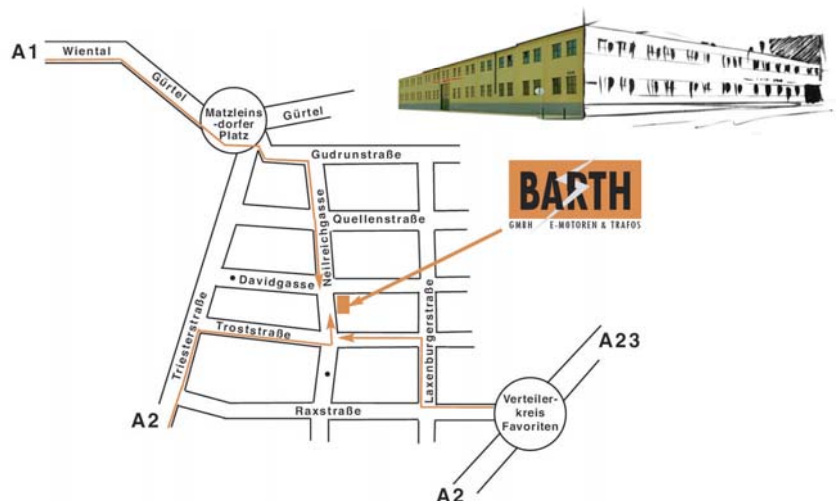 A1
Wiental
Gürtel
Matzleins
-dorfer
Platz
Gürtel
Gudrunstraße
Neilreichgasse
Quellenstraße
BARTH
GMBH E-MOTOREN & TRAFOS
Davidgasse
Triesterstraße
Troststraße
Laxenburgerstraße
A23
A2
Raxstraße
Verteiler-
kreis
Favoriten
A2